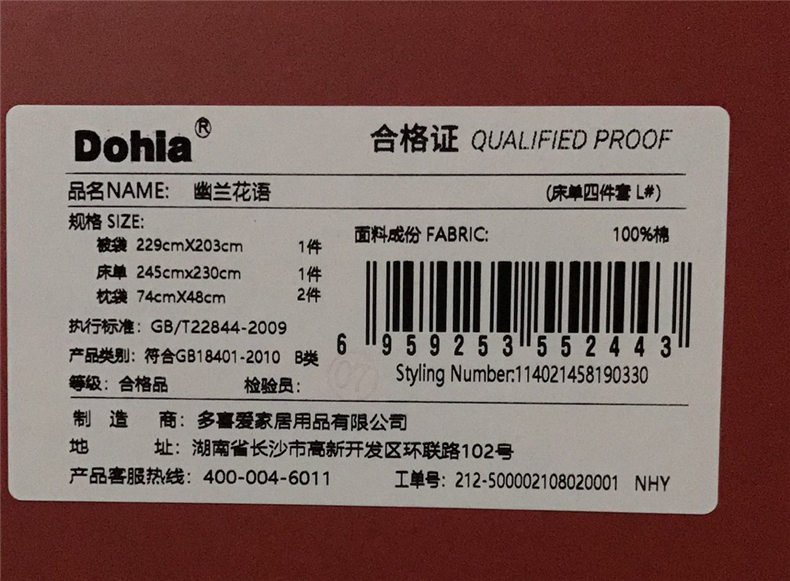 Dohia®
合格证 QUALIFIED PROOF
品名NAME: 幽兰花语 (床单四件套 L#)
规格 SIZE:
被袋 229cmX203cm 1件
床单 245cmx230cm 1件
枕袋 74cmX48cm 2件
面料成份 FABRIC: 100%棉
6 959253 552443
Styling Number:114021458190330
执行标准: GB/T22844-2009
产品类别: 符合GB18401-2010 B类
等级: 合格品 检验员: 07
制造商: 多喜爱家居用品有限公司
地址: 湖南省长沙市高新开发区环联路102号
产品客服热线: 400-004-6011 工单号: 212-500002108020001 NHY